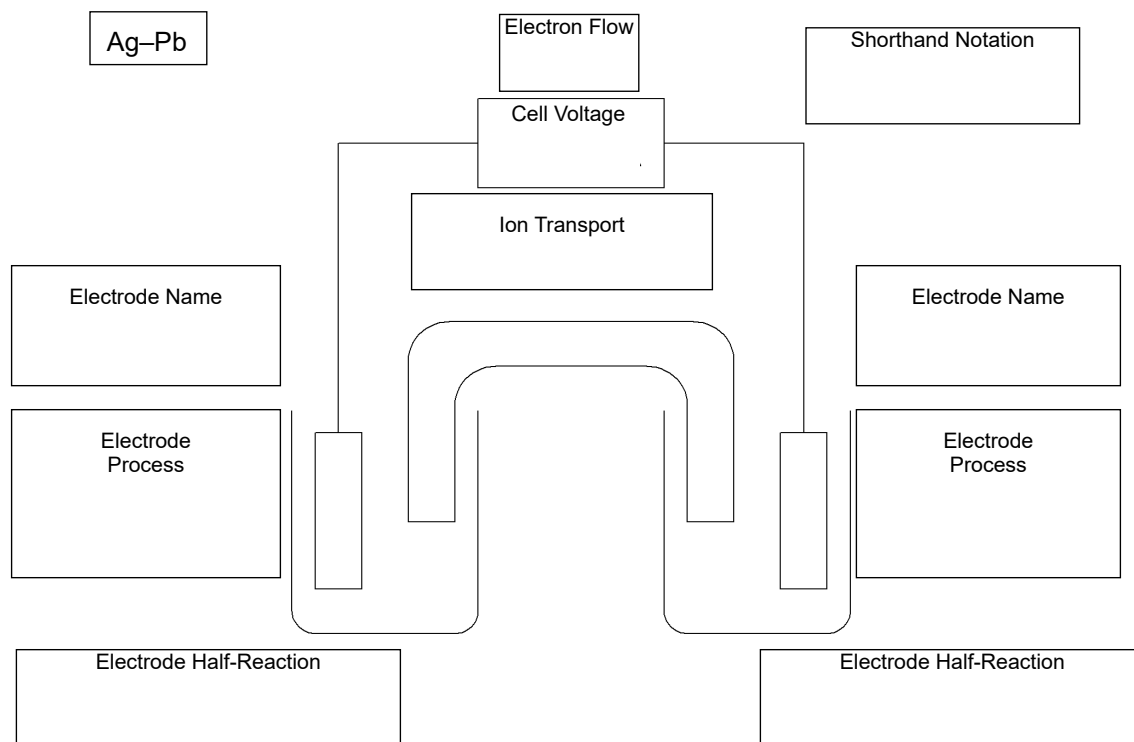 Ag–Pb
Electron Flow
Shorthand Notation
Cell Voltage
Ion Transport
Electrode Name
Electrode Name
Electrode
Process
Electrode
Process
Electrode Half-Reaction
Electrode Half-Reaction